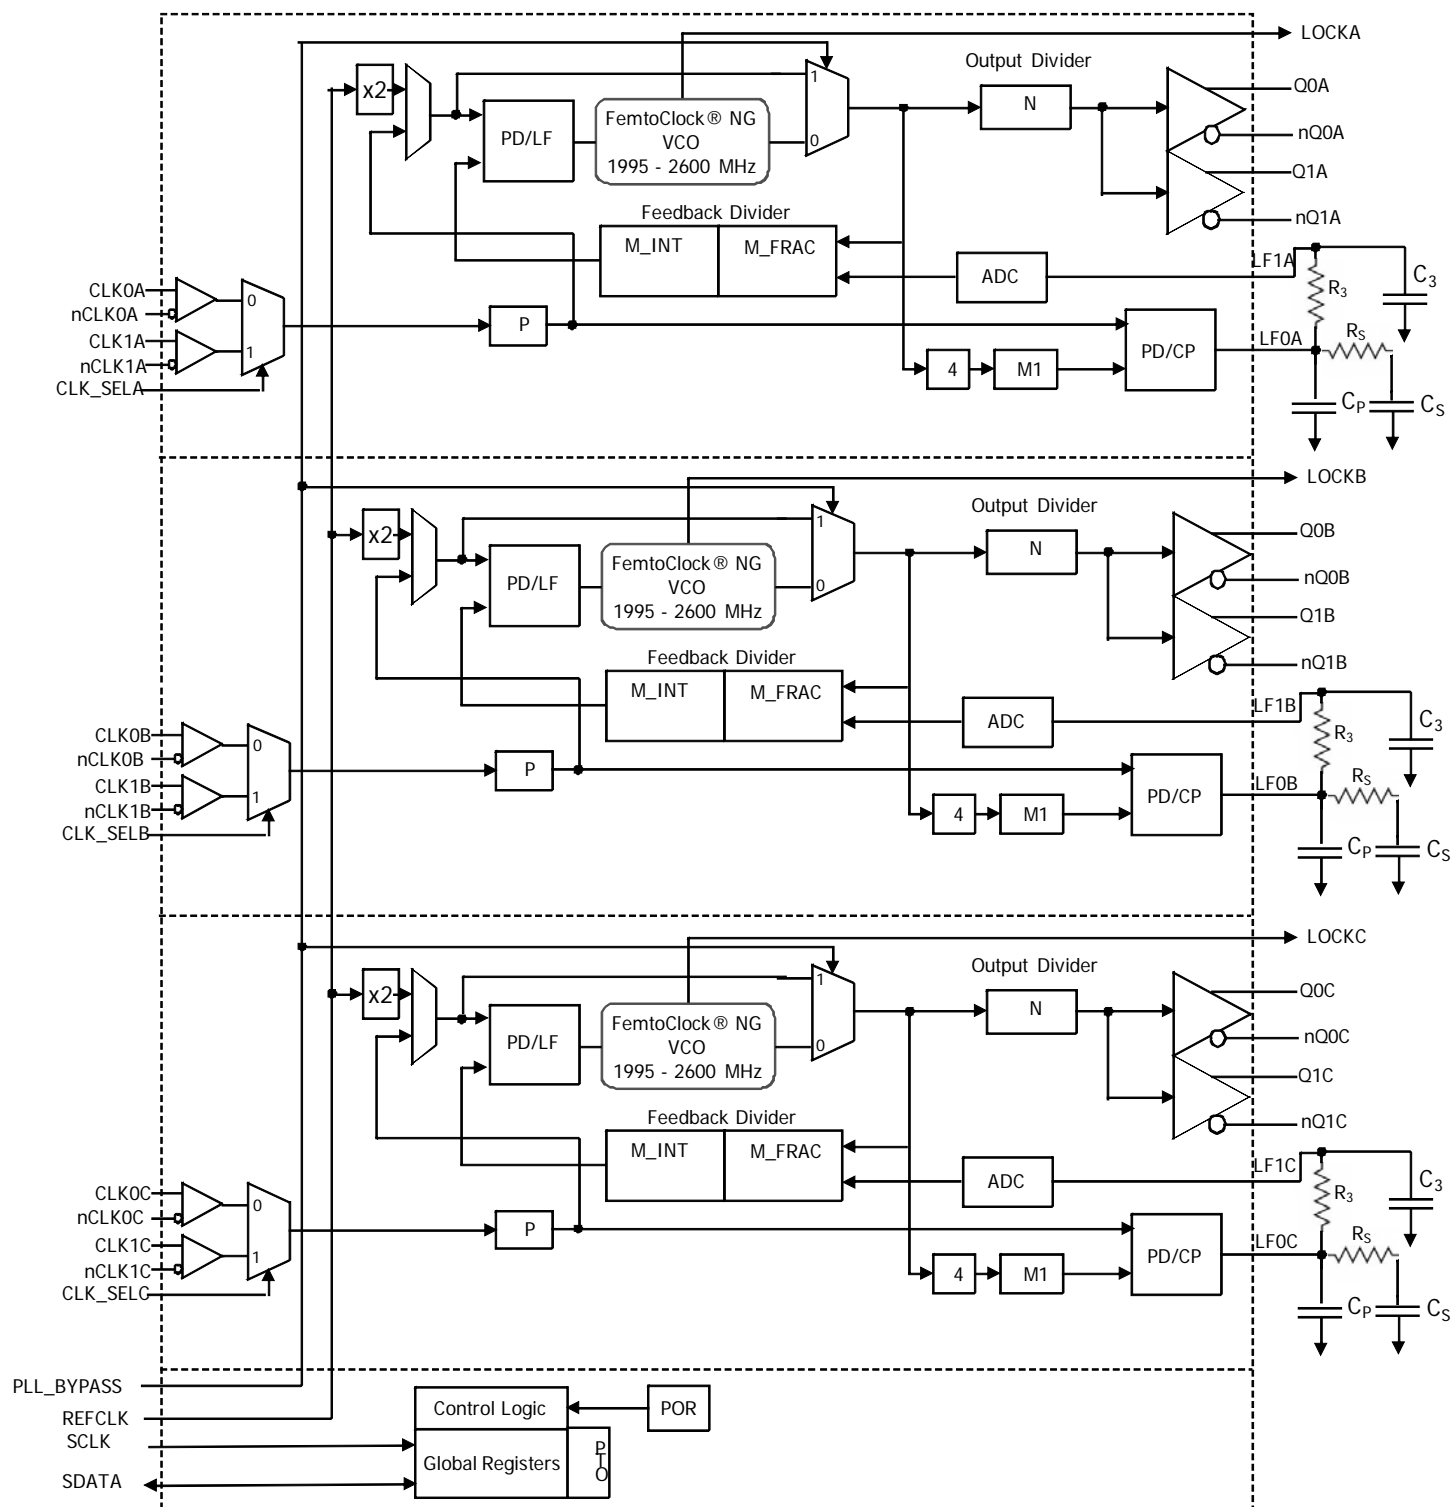 LOCKA
Output Divider
x2
1
0
PD/LF
FemtoClock® NG
VCO
1995 - 2600 MHz
N
Q0A
nQ0A
Q1A
nQ1A
Feedback Divider
M_INT
M_FRAC
ADC
LF1A
R3
C3
CLK0A
nCLK0A
CLK1A
nCLK1A
CLK_SELA
0
1
P
4
M1
PD/CP
LF0A
RS
CP
CS
LOCKB
Output Divider
x2
1
0
PD/LF
FemtoClock® NG
VCO
1995 - 2600 MHz
N
Q0B
nQ0B
Q1B
nQ1B
Feedback Divider
M_INT
M_FRAC
ADC
LF1B
R3
C3
CLK0B
nCLK0B
CLK1B
nCLK1B
CLK_SELB
0
1
P
4
M1
PD/CP
LF0B
RS
CP
CS
LOCKC
Output Divider
x2
1
0
PD/LF
FemtoClock® NG
VCO
1995 - 2600 MHz
N
Q0C
nQ0C
Q1C
nQ1C
Feedback Divider
M_INT
M_FRAC
ADC
LF1C
R3
C3
CLK0C
nCLK0C
CLK1C
nCLK1C
CLK_SELC
0
1
P
4
M1
PD/CP
LF0C
RS
CP
CS
PLL_BYPASS
REFCLK
SCLK
SDATA
Control Logic
POR
Global Registers
OTP